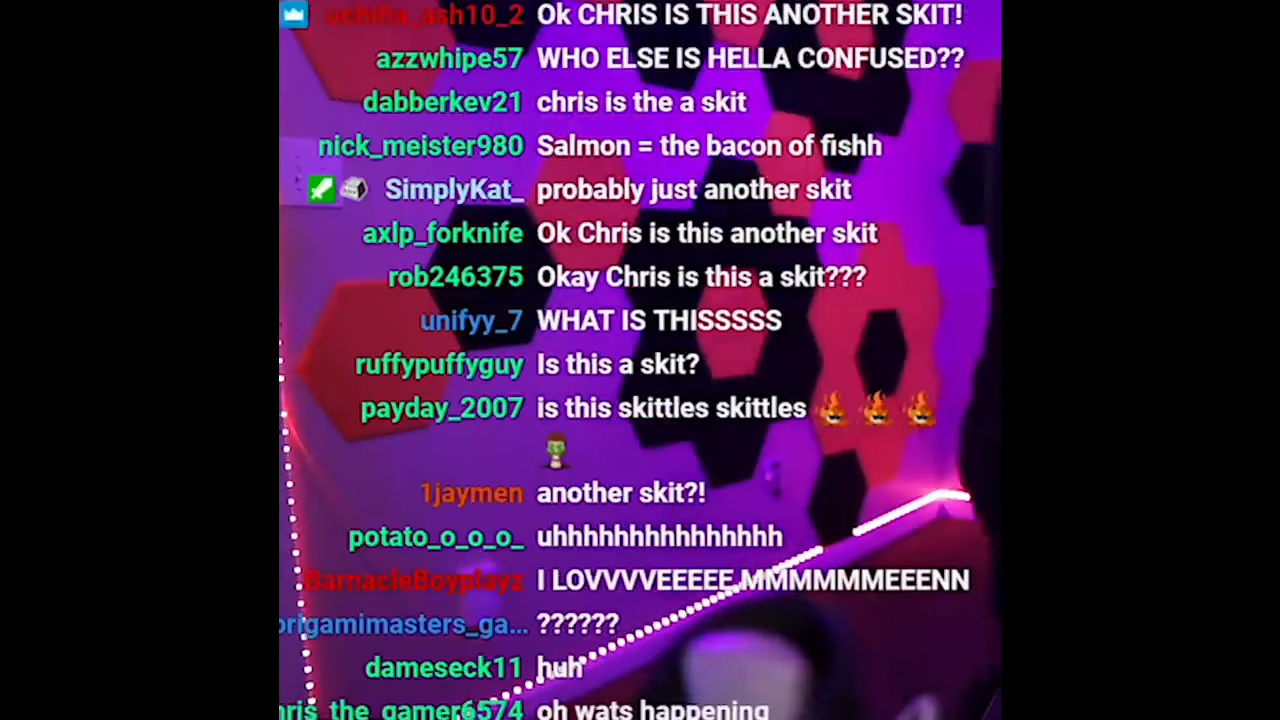 uchiha_ash10_2 Ok CHRIS IS THIS ANOTHER SKIT!
azzwhipe57 WHO ELSE IS HELLA CONFUSED??
dabberkev21 chris is the a skit
nick_meister980 Salmon = the bacon of fishh
SimplyKat_ probably just another skit
axlp_forknife Ok Chris is this another skit
rob246375 Okay Chris is this a skit???
unifyy_7 WHAT IS THISSSSS
ruffypuffyguy Is this a skit?
payday_2007 is this skittles skittles
1jaymen another skit?!
potato_o_o_o_ uhhhhhhhhhhhhhhh
BarnacleBoyplayz I LOVVVVEEEEE MMMMMMEEENN
origamimasters_ga... ??????
dameseck11 huh
hris_the_gamer6574 oh wats happening